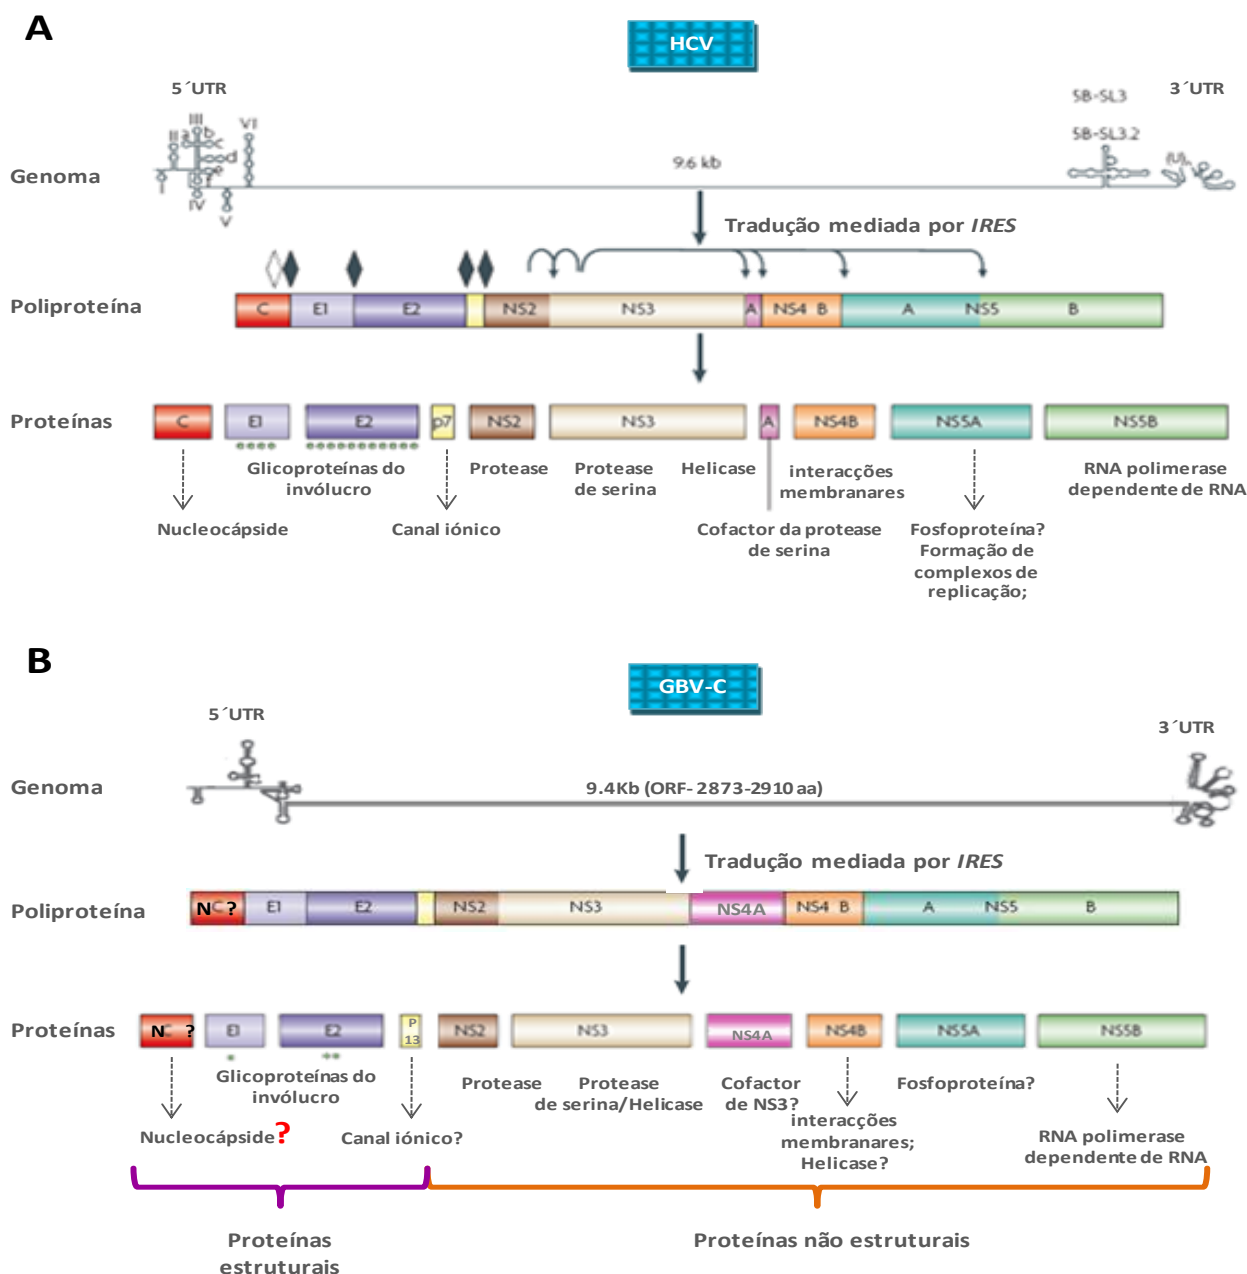 A
HCV
5´UTR
5B-SL3
3´UTR
III
VI
II
a
b
c
d
e
5B-SL3.2
Genoma
9.6 kb
(U)n
I
IV
V
Tradução mediada por IRES
Poliproteína
C E1 E2 NS2 NS3 A NS4 B A NS5 B
Proteínas
C E1 E2 p7 NS2 NS3 A NS4B NS5A NS5B
Glicoproteínas do
invólucro
Protease
Protease
de serina
Helicase
interacções
membranares
RNA polimerase
dependente de RNA
Nucleocápside
Canal iónico
Cofactor da protease
de serina
Fosfoproteína?
Formação de
complexos de
replicação;
B
GBV-C
5´UTR
3´UTR
Genoma
9.4Kb (ORF- 2873-2910 aa)
Tradução mediada por IRES
Poliproteína
NC ? E1 E2 NS2 NS3 NS4A NS4 B A NS5 B
Proteínas
NC ? E1 E2 P
13 NS2 NS3 NS4A NS4B NS5A NS5B
Glicoproteínas do
invólucro
Protease
Protease
de serina/Helicase
Cofactor
de NS3?
Fosfoproteína?
Nucleocápside?
Canal iónico?
interacções
membranares;
Helicase?
RNA polimerase
dependente de RNA
Proteínas
estruturais
Proteínas não estruturais